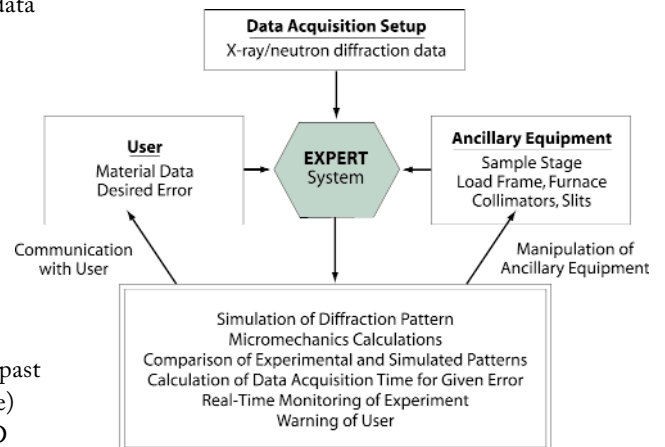 data
Data Acquisition Setup
X-ray/neutron diffraction data
User
Material Data
Desired Error
EXPERT
System
Ancillary Equipment
Sample Stage
Load Frame, Furnace
Collimators, Slits
Communication
with User
Manipulation of
Ancillary Equipment
Simulation of Diffraction Pattern
Micromechanics Calculations
Comparison of Experimental and Simulated Patterns
Calculation of Data Acquisition Time for Given Error
Real-Time Monitoring of Experiment
Warning of User
past
e)